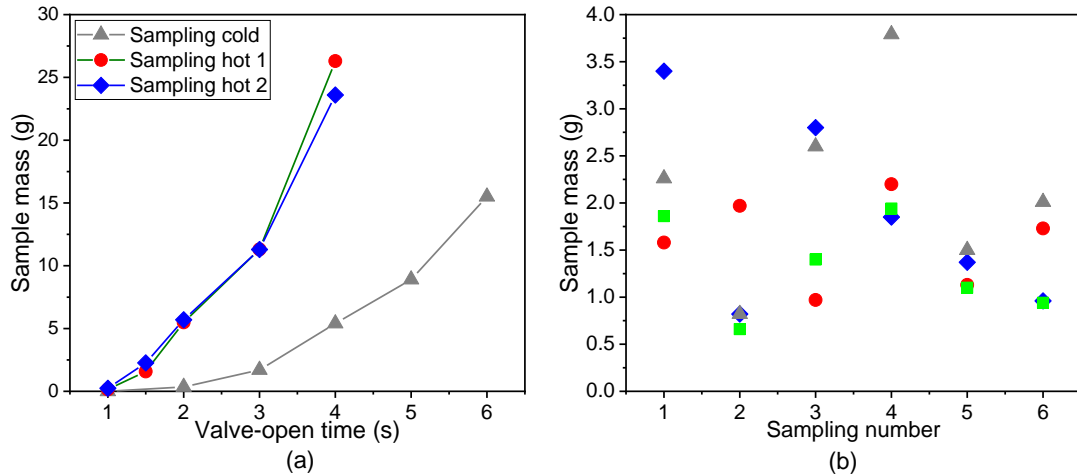 Sampling cold
Sampling hot 1
Sampling hot 2
30
25
20
15
10
5
0
Sample mass (g)
1 2 3 4 5 6
Valve-open time (s)
(a)
4.0
3.5
3.0
2.5
2.0
1.5
1.0
0.5
0.0
Sample mass (g)
1 2 3 4 5 6
Sampling number
(b)